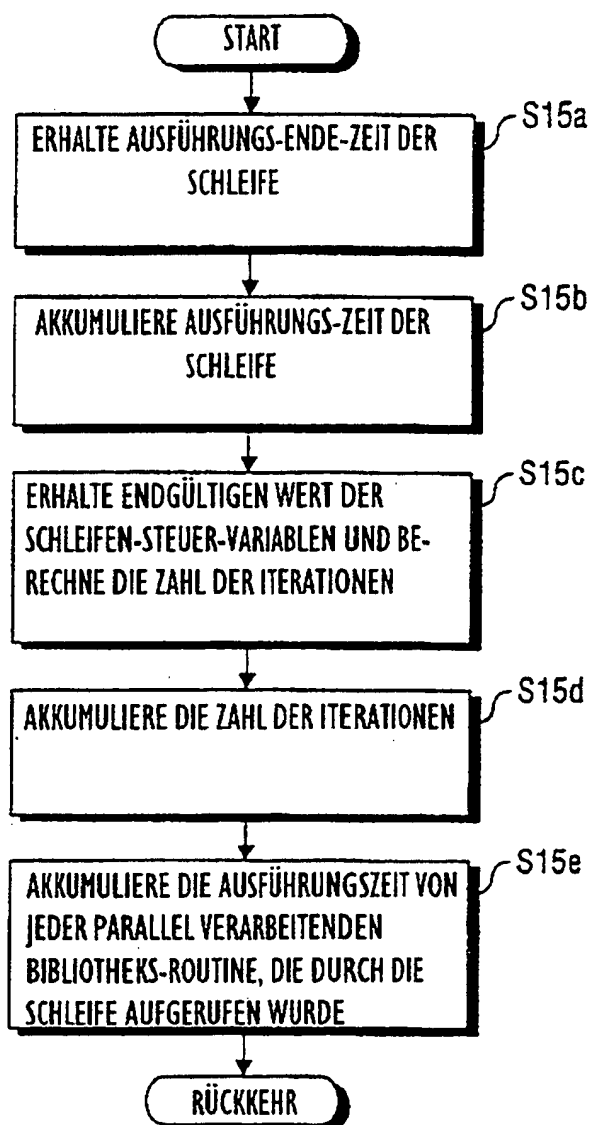 START
S15a
ERHALTE AUSFÜHRUNGS-ENDE-ZEIT DER
SCHLEIFE
S15b
AKKUMULIERE AUSFÜHRUNGS-ZEIT DER
SCHLEIFE
S15c
ERHALTE ENDGÜLTIGEN WERT DER
SCHLEIFEN-STEUER-VARIABLEN UND BE-
RECHNE DIE ZAHL DER ITERATIONEN
S15d
AKKUMULIERE DIE ZAHL DER ITERATIONEN
S15e
AKKUMULIERE DIE AUSFÜHRUNGSZEIT VON
JEDER PARALLEL VERARBEITENDEN
BIBLIOTHEKS-ROUTINE, DIE DURCH DIE
SCHLEIFE AUFGERUFEN WURDE
RÜCKKEHR